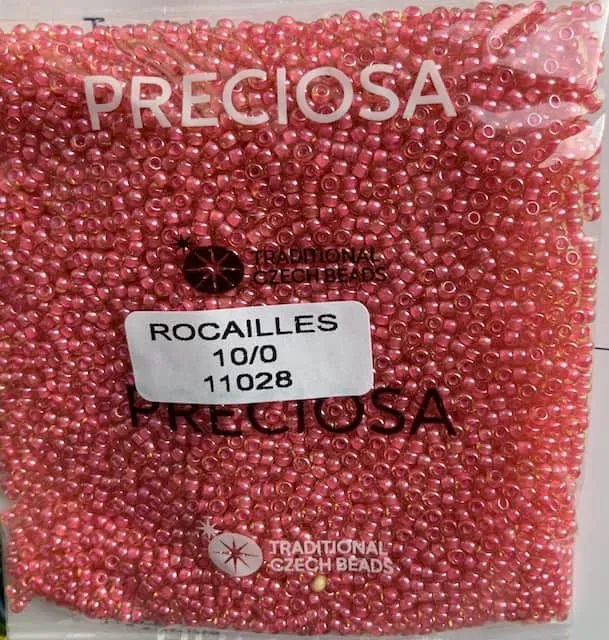 PRECIOSA
TRADITIONAL
CZECH BEADS
ROCAILLES
10/0
11028
PRECIOSA
TRADITIONAL
CZECH BEADS